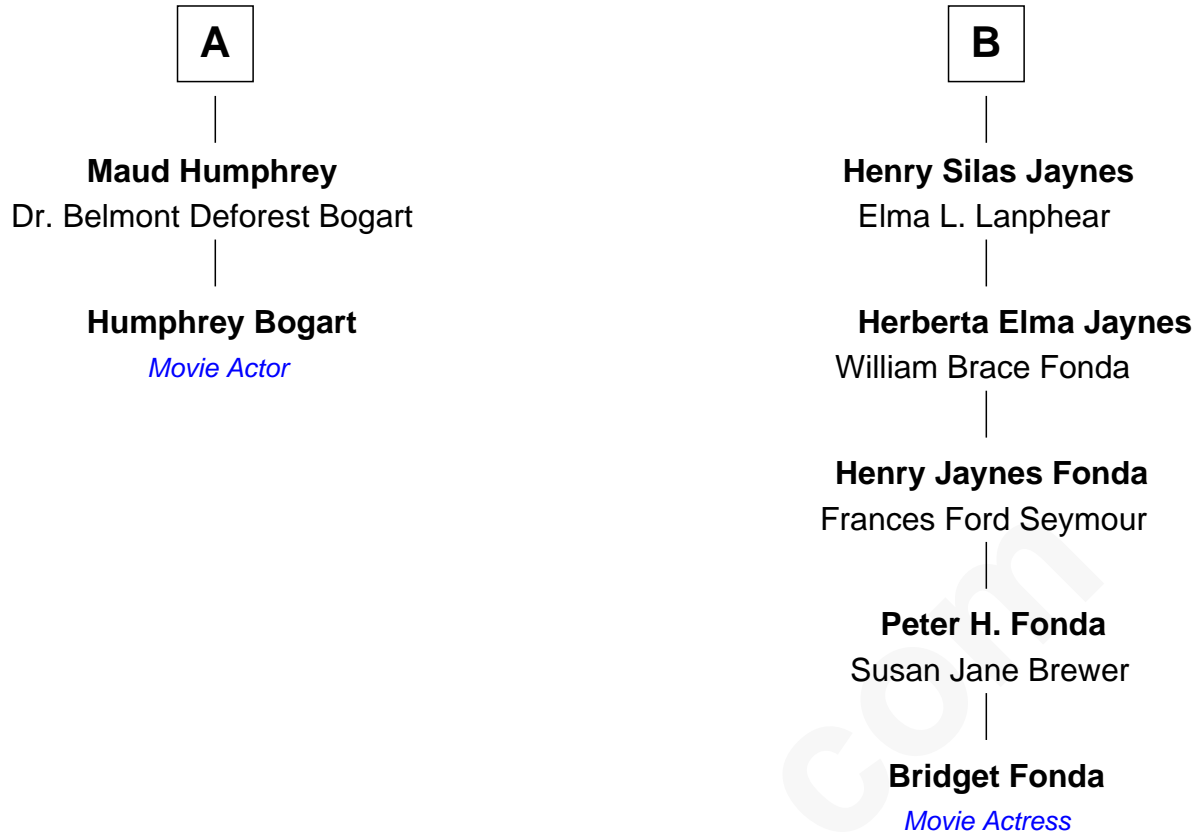 A
Maud Humphrey
Dr. Belmont Deforest Bogart
Humphrey Bogart
Movie Actor
B
Henry Silas Jaynes
Elma L. Lanphear
Herberta Elma Jaynes
William Brace Fonda
Henry Jaynes Fonda
Frances Ford Seymour
Peter H. Fonda
Susan Jane Brewer
Bridget Fonda
Movie Actress
com